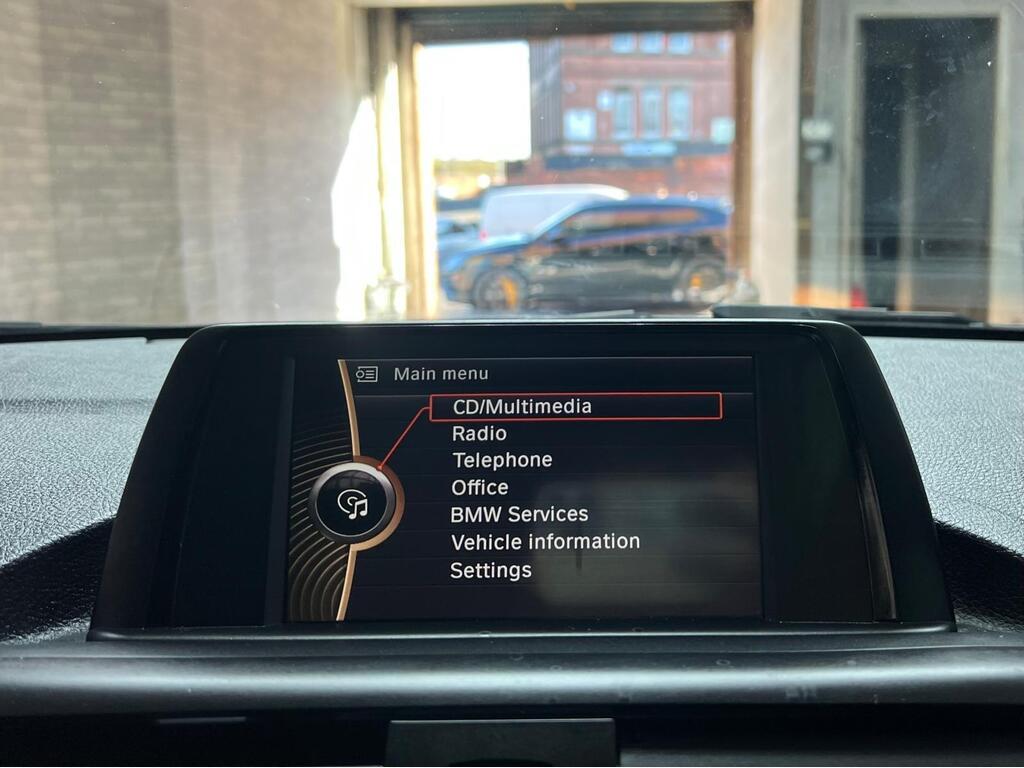 Main menu
CD/Multimedia
Radio
Telephone
Office
BMW Services
Vehicle information
Settings